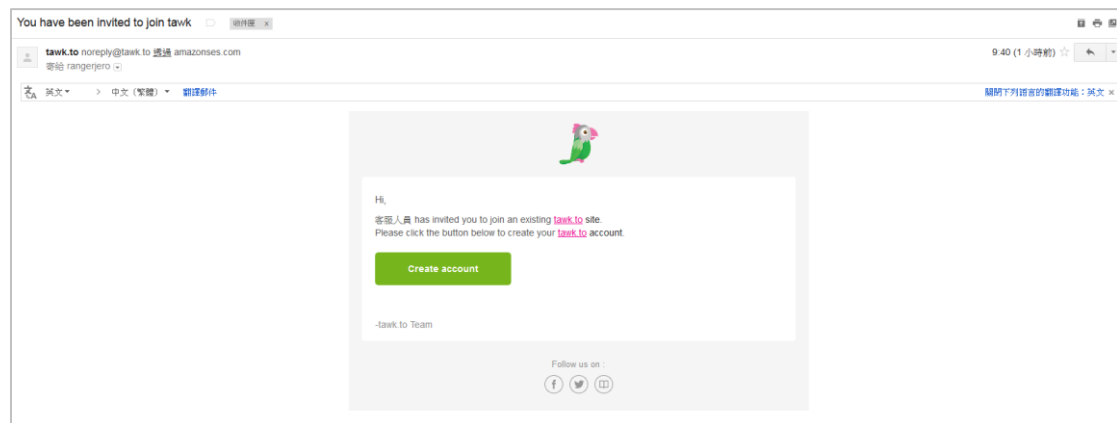 You have been invited to join tawk 收件匣 x
tawk.to noreply@tawk.to 透過 amazonses.com 9:40 (1 小時前)
寄給 rangerjero
英文 > 中文（繁體） 翻譯郵件 關閉下列語言的翻譯功能：英文 x
Hi,
客服人員 has invited you to join an existing tawk.to site.
Please click the button below to create your tawk.to account.
Create account
-tawk.to Team
Follow us on :